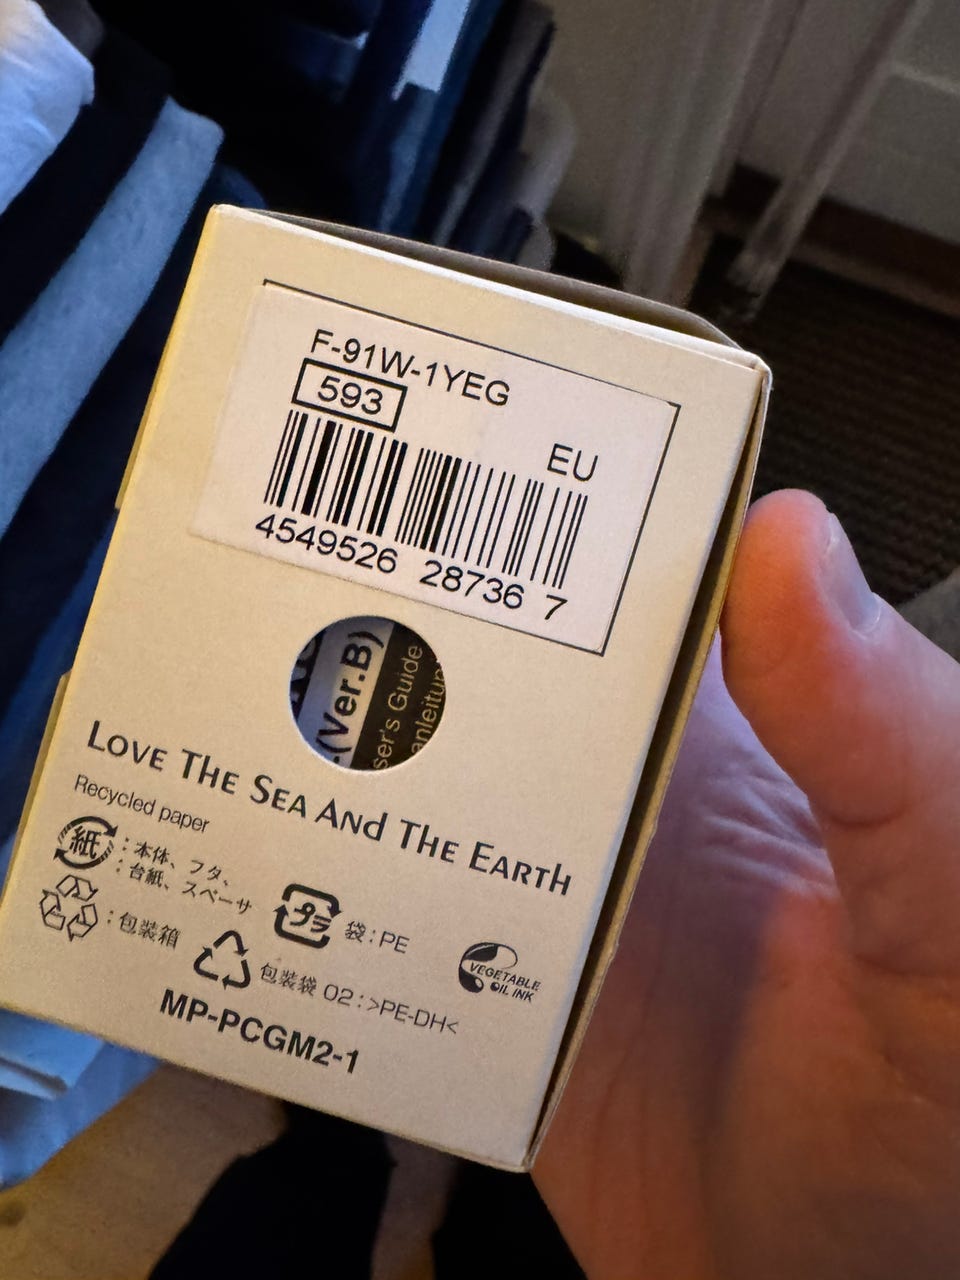 F-91W-1YEG
593
EU
4549526 28736 7
-(Ver.B)
ser's Guide
anleitun
LOVE THE SEA AND THE EARTH
Recycled paper
紙 : 本体、フタ、
: 台紙、スペーサ
: 包装箱
プラ 袋:PE
包装袋 02:>PE-DH<
VEGETABLE
OIL INK
MP-PCGM2-1